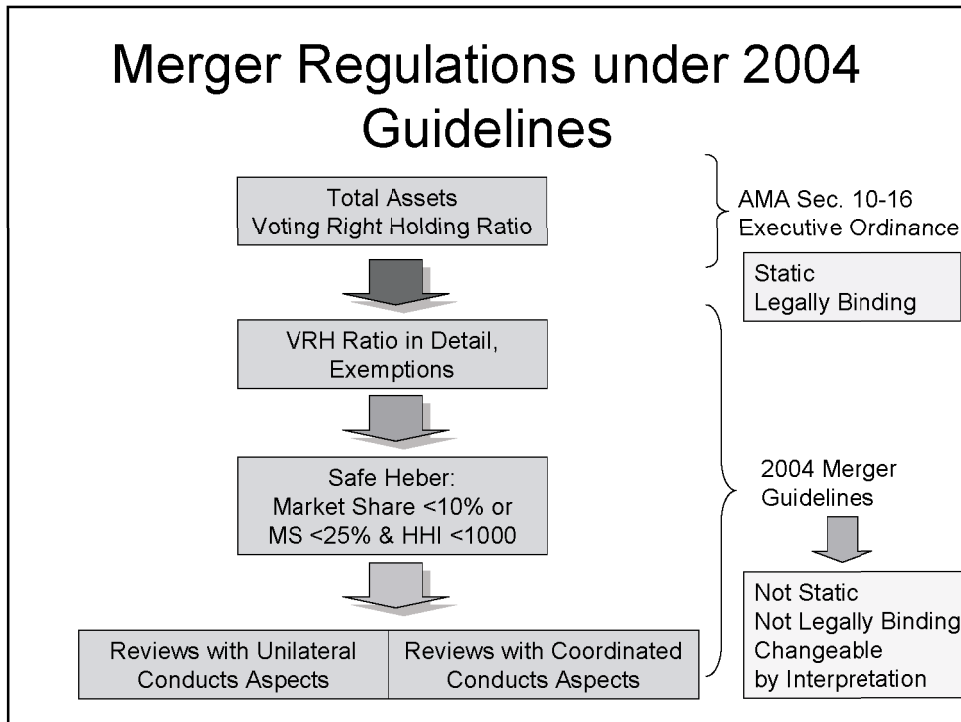 Merger Regulations under 2004
Guidelines
Total Assets
Voting Right Holding Ratio
AMA Sec. 10-16
Executive Ordinance
Static
Legally Binding
VRH Ratio in Detail,
Exemptions
Safe Heber:
Market Share <10% or
MS <25% & HHI <1000
2004 Merger
Guidelines
Not Static
Not Legally Binding
Changeable
by Interpretation
Reviews with Unilateral
Conducts Aspects
Reviews with Coordinated
Conducts Aspects